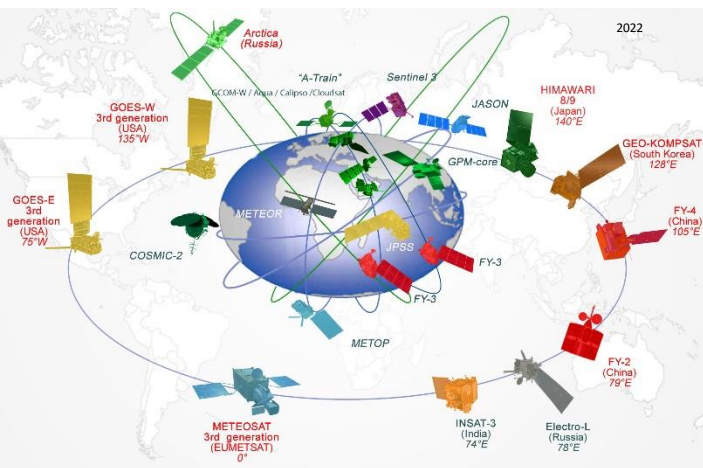 2022
Arctica
(Russia)
"A-Train"
GCOM-W / Aqua / Calipso /Cloudsat
Sentinel 3
JASON
HIMAWARI
8/9
(Japan)
140°E
GOES-W
3rd generation
(USA)
135°W
GPM-core
GEO-KOMPSAT
(South Korea)
128°E
GOES-E
3rd
generation
(USA)
75°W
METEOR
FY-4
(China)
105°E
COSMIC-2
JPSS
FY-3
FY-3
METOP
FY-2
(China)
79°E
METEOSAT
3rd generation
(EUMETSAT)
0°
INSAT-3
(India)
74°E
Electro-L
(Russia)
78°E